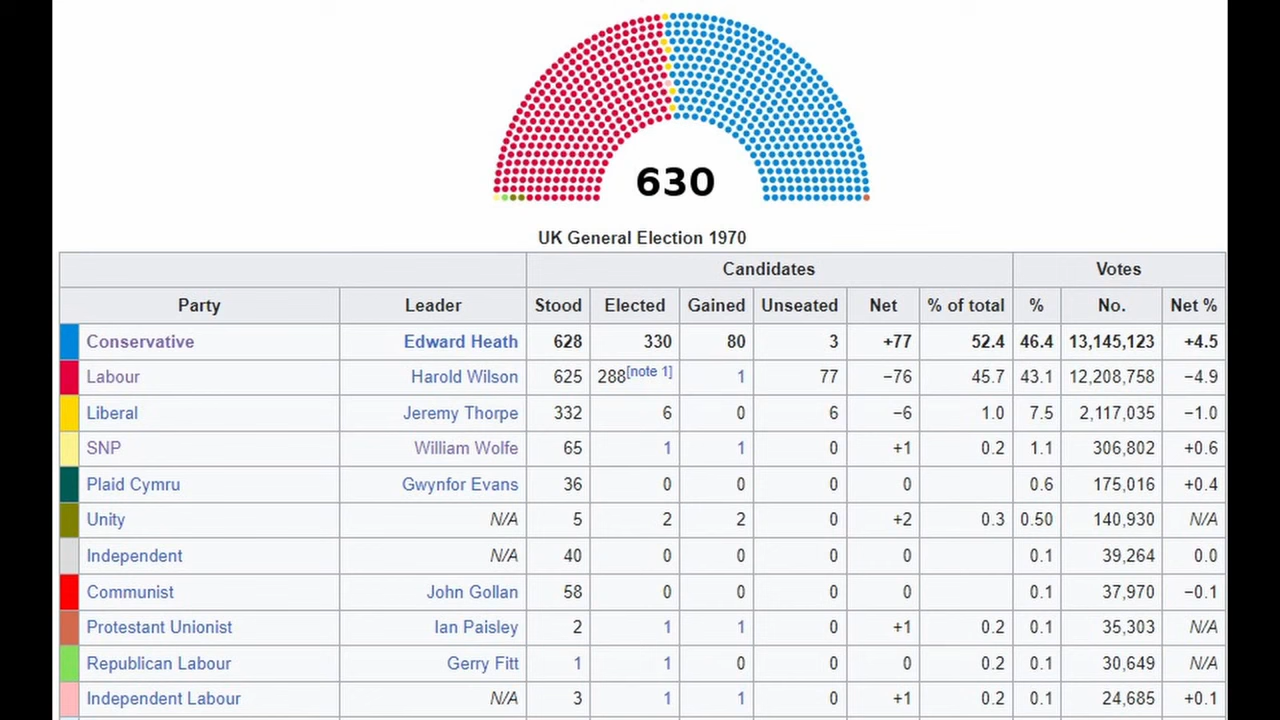 630
UK General Election 1970
Candidates Votes
Party Leader Stood Elected Gained Unseated Net % of total % No. Net %
Conservative Edward Heath 628 330 80 3 +77 52.4 46.4 13,145,123 +4.5
Labour Harold Wilson 625 288[note 1] 1 77 −76 45.7 43.1 12,208,758 −4.9
Liberal Jeremy Thorpe 332 6 0 6 −6 1.0 7.5 2,117,035 −1.0
SNP William Wolfe 65 1 1 0 +1 0.2 1.1 306,802 +0.6
Plaid Cymru Gwynfor Evans 36 0 0 0 0 0.6 175,016 +0.4
Unity N/A 5 2 2 0 +2 0.3 0.50 140,930 N/A
Independent N/A 40 0 0 0 0 0.1 39,264 0.0
Communist John Gollan 58 0 0 0 0 0.1 37,970 −0.1
Protestant Unionist Ian Paisley 2 1 1 0 +1 0.2 0.1 35,303 N/A
Republican Labour Gerry Fitt 1 1 0 0 0 0.2 0.1 30,649 N/A
Independent Labour N/A 3 1 1 0 +1 0.2 0.1 24,685 +0.1